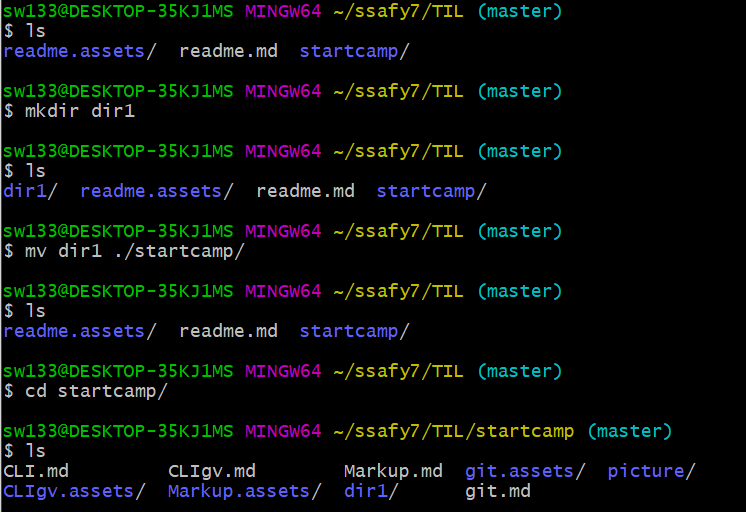 sw133@DESKTOP-35KJ1MS MINGW64 ~/ssafy7/TIL (master)
$ ls
readme.assets/  readme.md  startcamp/
sw133@DESKTOP-35KJ1MS MINGW64 ~/ssafy7/TIL (master)
$ mkdir dir1
sw133@DESKTOP-35KJ1MS MINGW64 ~/ssafy7/TIL (master)
$ ls
dir1/  readme.assets/  readme.md  startcamp/
sw133@DESKTOP-35KJ1MS MINGW64 ~/ssafy7/TIL (master)
$ mv dir1 ./startcamp/
sw133@DESKTOP-35KJ1MS MINGW64 ~/ssafy7/TIL (master)
$ ls
readme.assets/  readme.md  startcamp/
sw133@DESKTOP-35KJ1MS MINGW64 ~/ssafy7/TIL (master)
$ cd startcamp/
sw133@DESKTOP-35KJ1MS MINGW64 ~/ssafy7/TIL/startcamp (master)
$ ls
CLI.md         CLIgv.md        Markup.md  git.assets/  picture/
CLIgv.assets/  Markup.assets/  dir1/      git.md